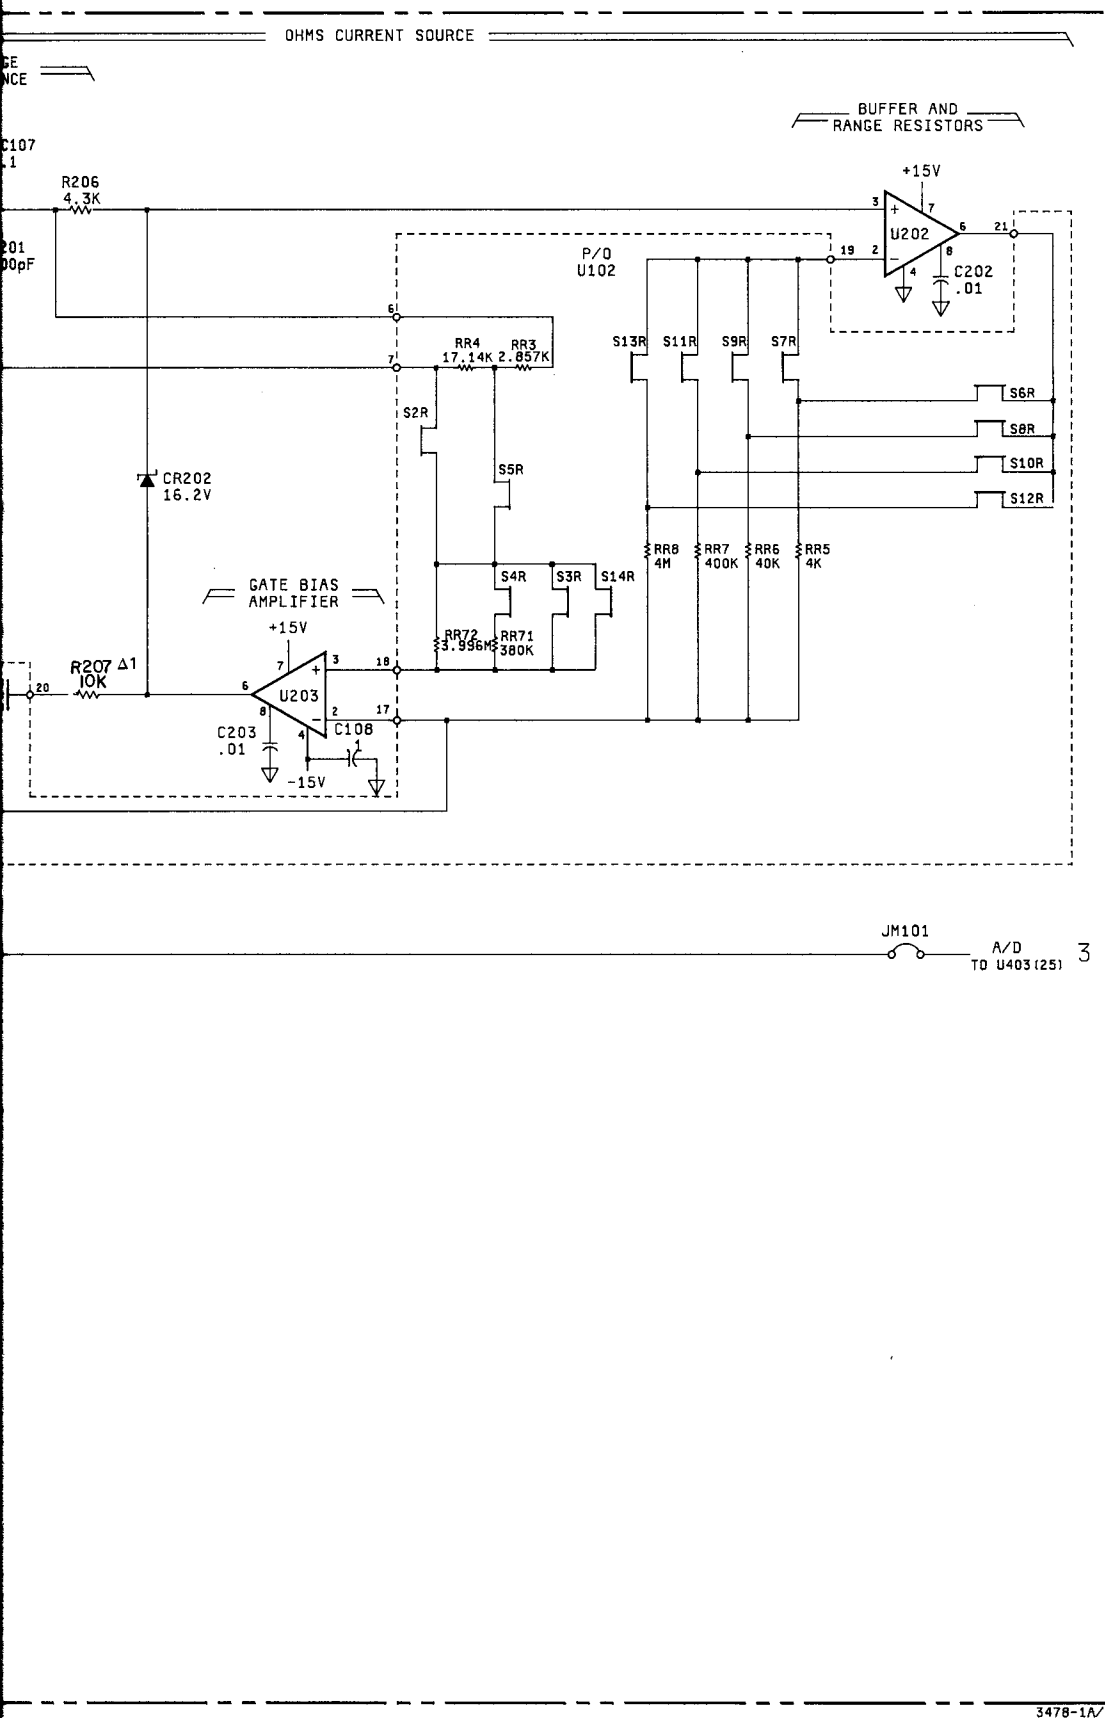 OHMS CURRENT SOURCE
GE
NCE
BUFFER AND
RANGE RESISTORS
C107
.1
R206
4.3K
+15V
3
+
7
U202
6
21
2
−
19
4
8
C202
.01
201
00pF
P/O
U102
6
7
RR4
17.14K
RR3
2.857K
S13R
S11R
S9R
S7R
S2R
S5R
S6R
S8R
S10R
S12R
CR202
16.2V
RR8
4M
RR7
400K
RR6
40K
RR5
4K
GATE BIAS
AMPLIFIER
S4R
S3R
S14R
+15V
RR72
3.996M
RR71
380K
R207 Δ1
10K
20
6
7
+
3
18
U203
8
−
2
17
4
C203
.01
C108
1
-15V
JM101
A/D
TO U403(25)
3
3478-1A/